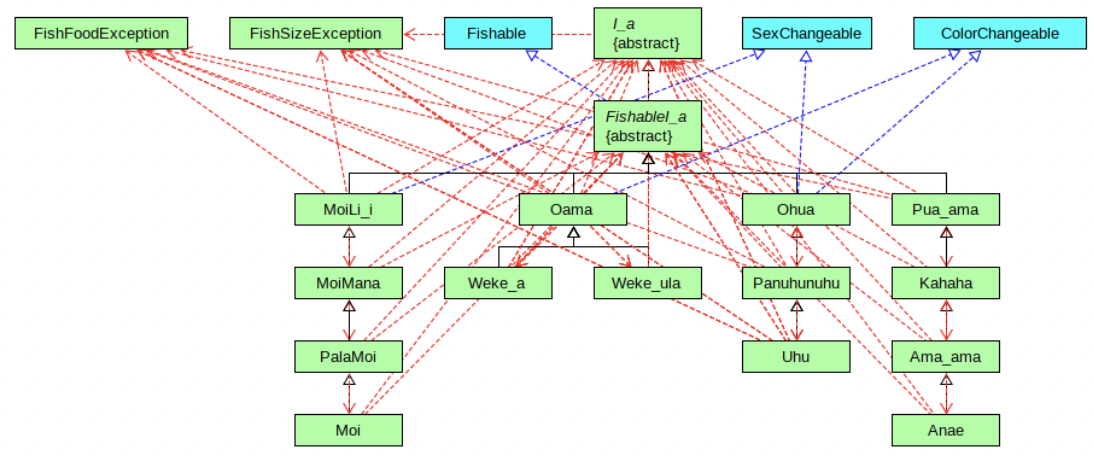 FishFoodException
FishSizeException
Fishable
I_a
{abstract}
SexChangeable
ColorChangeable
FishableI_a
{abstract}
MoiLi_i
Oama
Ohua
Pua_ama
MoiMana
Weke_a
Weke_ula
Panuhunuhu
Kahaha
PalaMoi
Uhu
Ama_ama
Moi
Anae